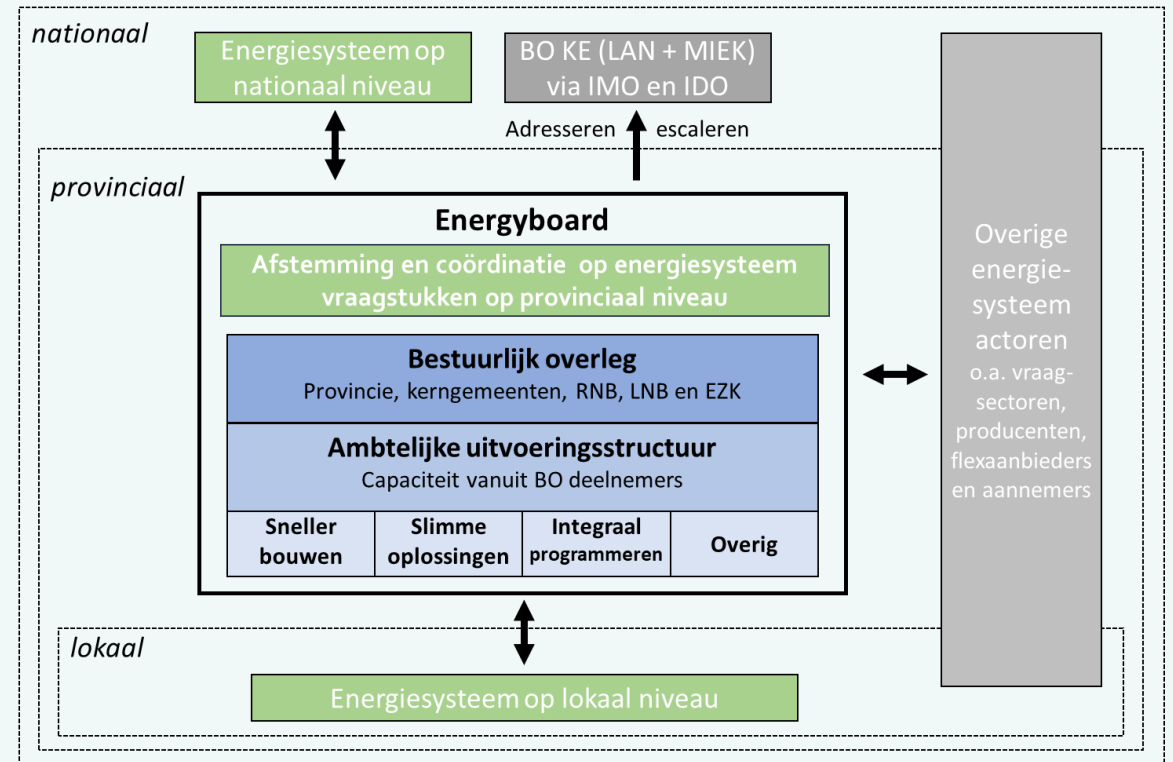 nationaal
Energiesysteem op
nationaal niveau
BO KE (LAN + MIEK)
via IMO en IDO
Adresseren
escaleren
provinciaal
Energyboard
Afstemming en coördinatie op energiesysteem
vraagstukken op provinciaal niveau
Bestuurlijk overleg
Provincie, kerngemeenten, RNB, LNB en EZK
Ambtelijke uitvoeringsstructuur
Capaciteit vanuit BO deelnemers
Sneller
bouwen
Slimme
oplossingen
Integraal
programmeren
Overig
Overige
energie-
systeem
actoren
o.a. vraag-
sectoren,
producenten,
flexaanbieders
en aannemers
lokaal
Energiesysteem op lokaal niveau